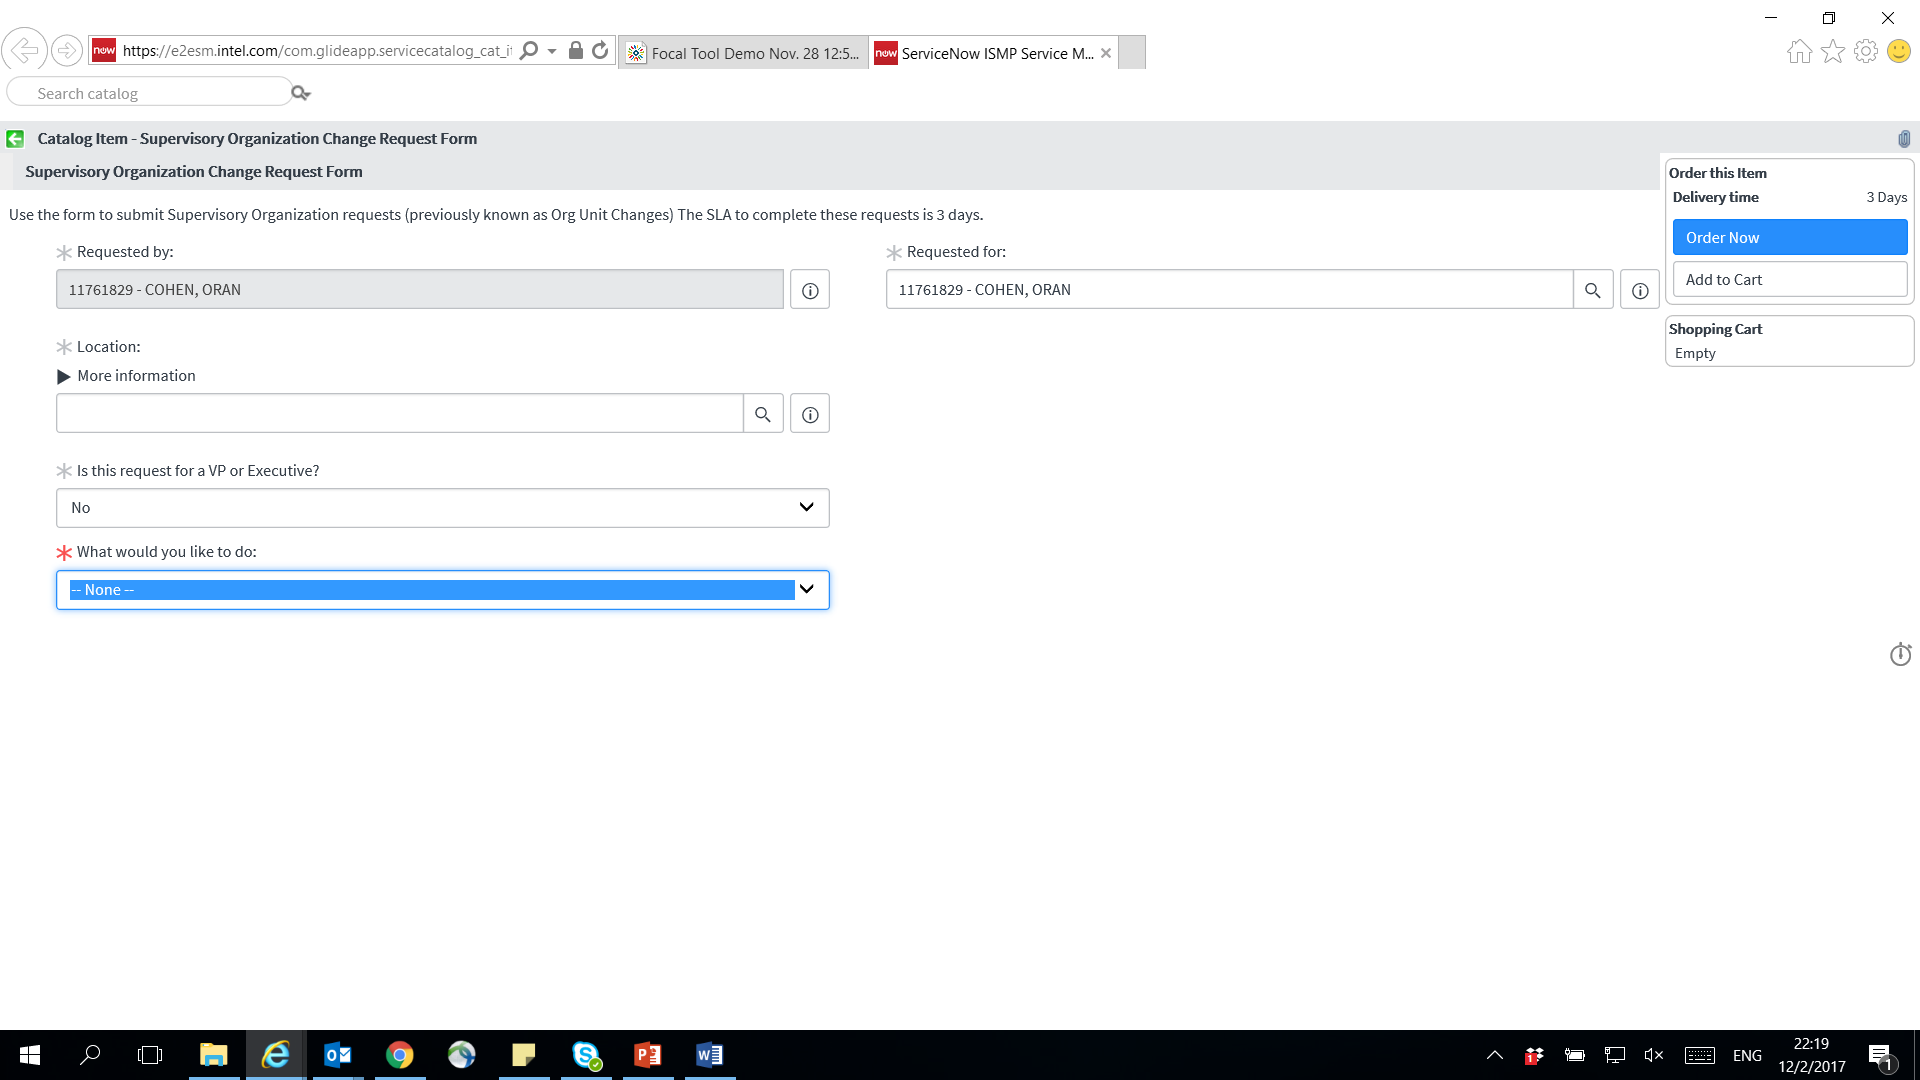 now https://e2esm.intel.com/com.glideapp.servicecatalog_cat_it
Focal Tool Demo Nov. 28 12:5...
now ServiceNow ISMP Service M...
Search catalog
Catalog Item - Supervisory Organization Change Request Form
Supervisory Organization Change Request Form
Use the form to submit Supervisory Organization requests (previously known as Org Unit Changes) The SLA to complete these requests is 3 days.
Requested by:
11761829 - COHEN, ORAN
Requested for:
11761829 - COHEN, ORAN
Location:
More information
Is this request for a VP or Executive?
No
What would you like to do:
-- None --
Order this Item
Delivery time 3 Days
Order Now
Add to Cart
Shopping Cart
Empty
1
ENG
22:19
12/2/2017
1